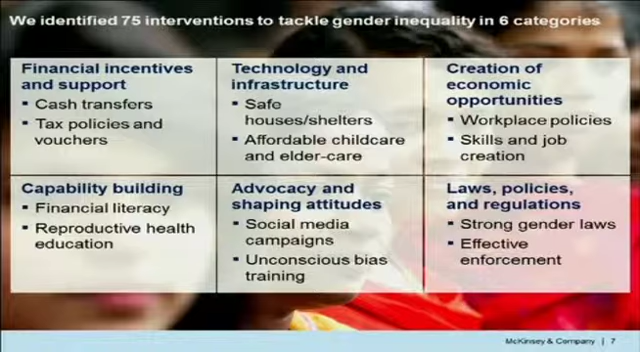 We identified 75 interventions to tackle gender inequality in 6 categories
Financial incentives
and support
▪ Cash transfers
▪ Tax policies and
vouchers
Technology and
infrastructure
▪ Safe
houses/shelters
▪ Affordable childcare
and elder-care
Creation of
economic
opportunities
▪ Workplace policies
▪ Skills and job
creation
Capability building
▪ Financial literacy
▪ Reproductive health
education
Advocacy and
shaping attitudes
▪ Social media
campaigns
▪ Unconscious bias
training
Laws, policies,
and regulations
▪ Strong gender laws
▪ Effective
enforcement
McKinsey & Company | 7